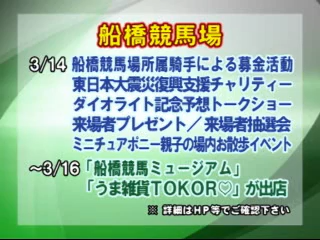 船橋競馬場
3/14 船橋競馬場所属騎手による募金活動
東日本大震災復興支援チャリティー
ダイオライト記念予想トークショー
来場者プレゼント／来場者抽選会
ミニチュアポニー親子の場内お散歩イベント
～3/16 「船橋競馬ミュージアム」
「うま雑貨TOKOR♡」が出店
※ 詳細はHP等でご確認下さい